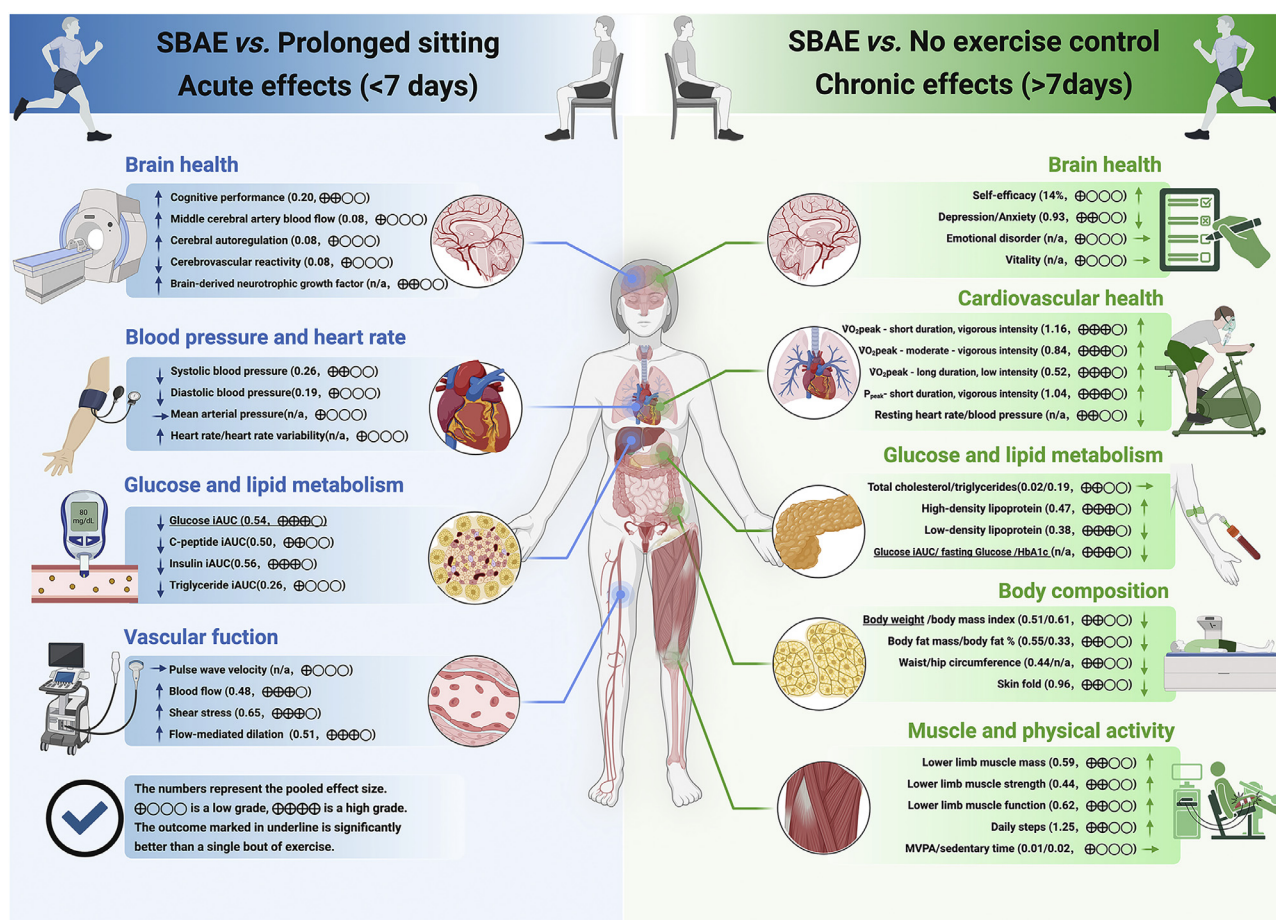 SBAE vs. Prolonged sitting
Acute effects (<7 days)
SBAE vs. No exercise control
Chronic effects (>7days)
Brain health
Cognitive performance (0.20, ⨁⨁◯◯)
Middle cerebral artery blood flow (0.08, ⨁◯◯◯)
Cerebral autoregulation (0.08, ⨁◯◯◯)
Cerebrovascular reactivity (0.08, ⨁◯◯◯)
Brain-derived neurotrophic growth factor (n/a, ⨁⨁◯◯)
Blood pressure and heart rate
Systolic blood pressure (0.26, ⨁⨁◯◯)
Diastolic blood pressure(0.19, ⨁◯◯◯)
Mean arterial pressure(n/a, ⨁◯◯◯)
Heart rate/heart rate variability(n/a, ⨁◯◯◯)
Glucose and lipid metabolism
80
mg/dL
Glucose iAUC (0.54, ⨁⨁⨁◯)
C-peptide iAUC(0.50, ⨁⨁◯◯)
Insulin iAUC(0.56, ⨁⨁⨁◯)
Triglyceride iAUC(0.26, ⨁◯◯◯)
Vascular fuction
Pulse wave velocity (n/a, ⨁◯◯◯)
Blood flow (0.48, ⨁⨁⨁◯)
Shear stress (0.65, ⨁⨁⨁◯)
Flow-mediated dilation (0.51, ⨁⨁⨁◯)
The numbers represent the pooled effect size.
⨁◯◯◯ is a low grade, ⨁⨁⨁⨁ is a high grade.
The outcome marked in underline is significantly
better than a single bout of exercise.
Brain health
Self-efficacy (14%, ⨁◯◯◯)
Depression/Anxiety (0.93, ⨁⨁◯◯)
Emotional disorder (n/a, ⨁◯◯◯)
Vitality (n/a, ⨁◯◯◯)
Cardiovascular health
V̇O₂peak - short duration, vigorous intensity (1.16, ⨁⨁⨁◯)
V̇O₂peak - moderate - vigorous intensity (0.84, ⨁⨁⨁◯)
V̇O₂peak - long duration, low intensity (0.52, ⨁⨁⨁◯)
Ppeak- short duration, vigorous intensity (1.04, ⨁⨁⨁◯)
Resting heart rate/blood pressure (n/a, ⨁⨁◯◯)
Glucose and lipid metabolism
Total cholesterol/triglycerides(0.02/0.19, ⨁⨁◯◯)
High-density lipoprotein (0.47, ⨁⨁⨁◯)
Low-density lipoprotein (0.38, ⨁⨁⨁◯)
Glucose iAUC/ fasting Glucose /HbA1c (n/a, ⨁⨁⨁◯)
Body composition
Body weight /body mass index (0.51/0.61, ⨁⨁◯◯)
Body fat mass/body fat % (0.55/0.33, ⨁⨁◯◯)
Waist/hip circumference (0.44/n/a, ⨁⨁◯◯)
Skin fold (0.96, ⨁⨁◯◯)
Muscle and physical activity
Lower limb muscle mass (0.59, ⨁⨁◯◯)
Lower limb muscle strength (0.44, ⨁⨁◯◯)
Lower limb muscle function (0.62, ⨁⨁◯◯)
Daily steps (1.25, ⨁⨁◯◯)
MVPA/sedentary time (0.01/0.02, ⨁◯◯◯)